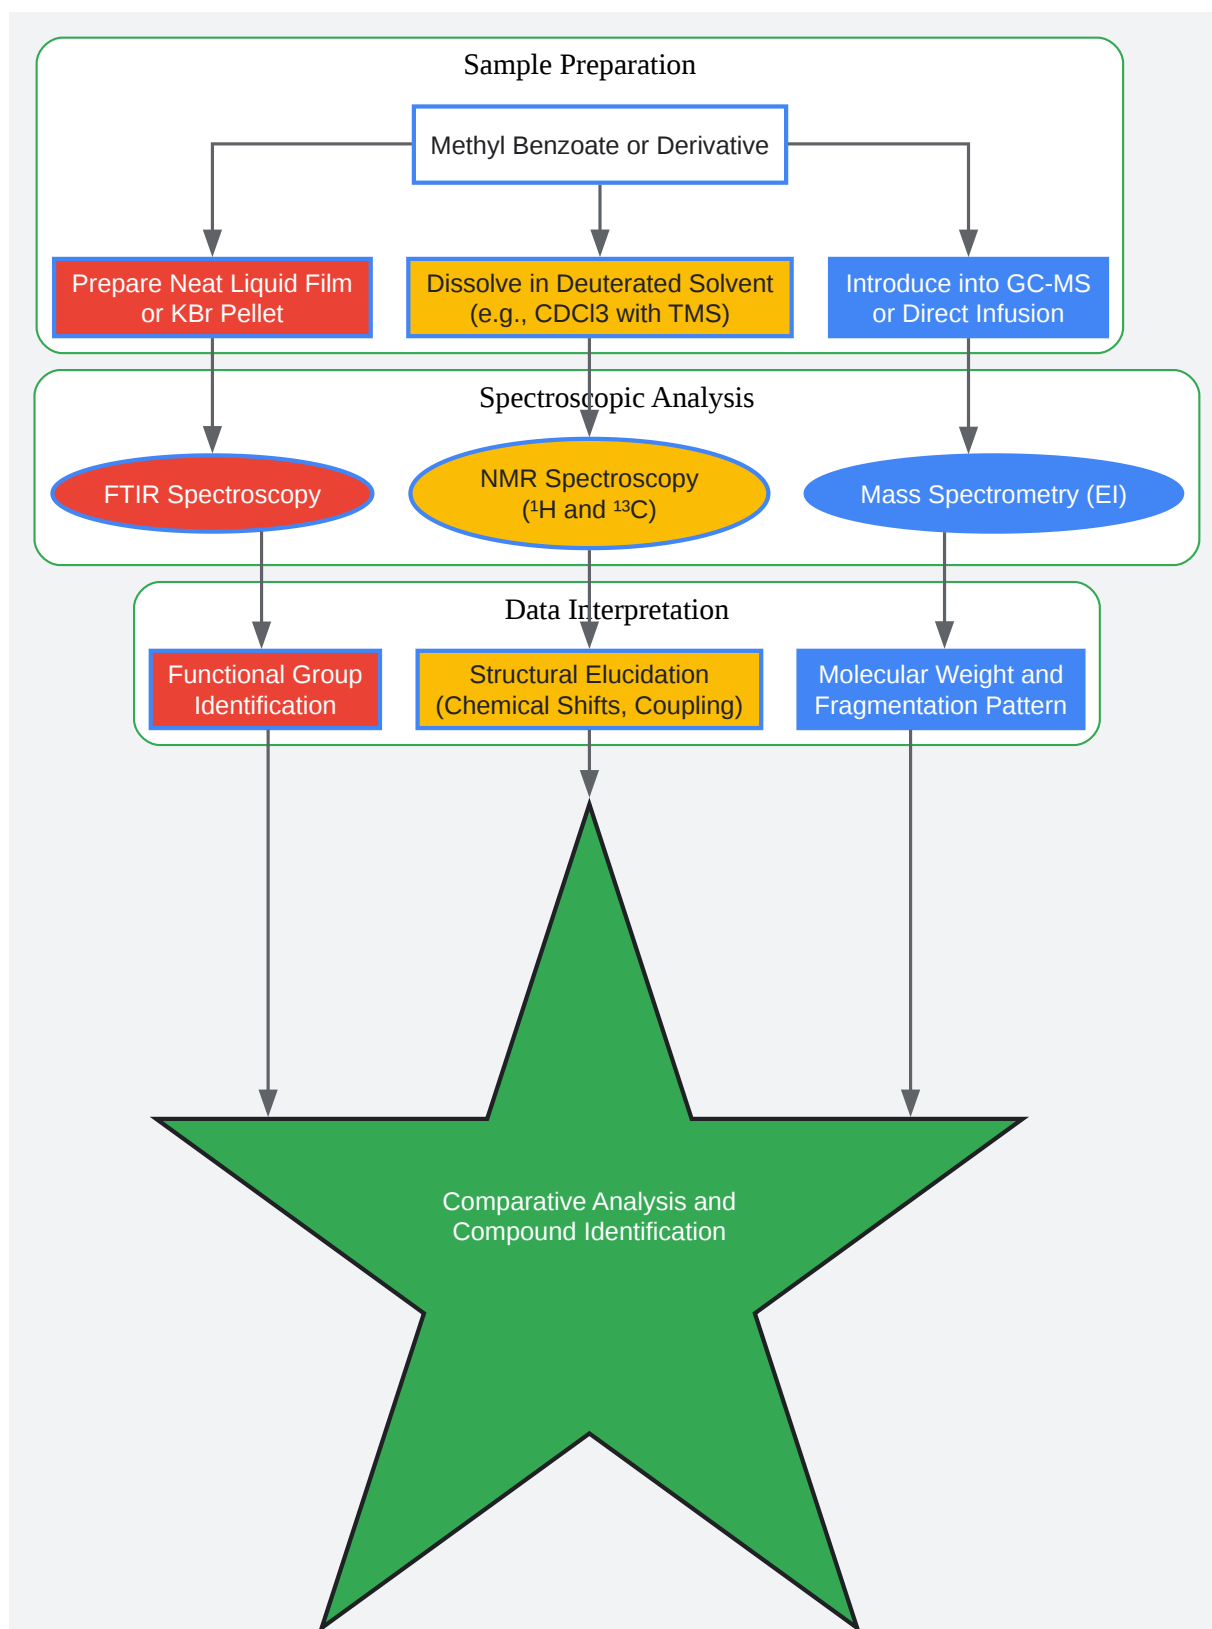 Sample Preparation
Methyl Benzoate or Derivative
Prepare Neat Liquid Film
or KBr Pellet
Dissolve in Deuterated Solvent
(e.g., CDCl3 with TMS)
Introduce into GC-MS
or Direct Infusion
Spectroscopic Analysis
FTIR Spectroscopy
NMR Spectroscopy
(¹H and ¹³C)
Mass Spectrometry (EI)
Data Interpretation
Functional Group
Identification
Structural Elucidation
(Chemical Shifts, Coupling)
Molecular Weight and
Fragmentation Pattern
Comparative Analysis and
Compound Identification